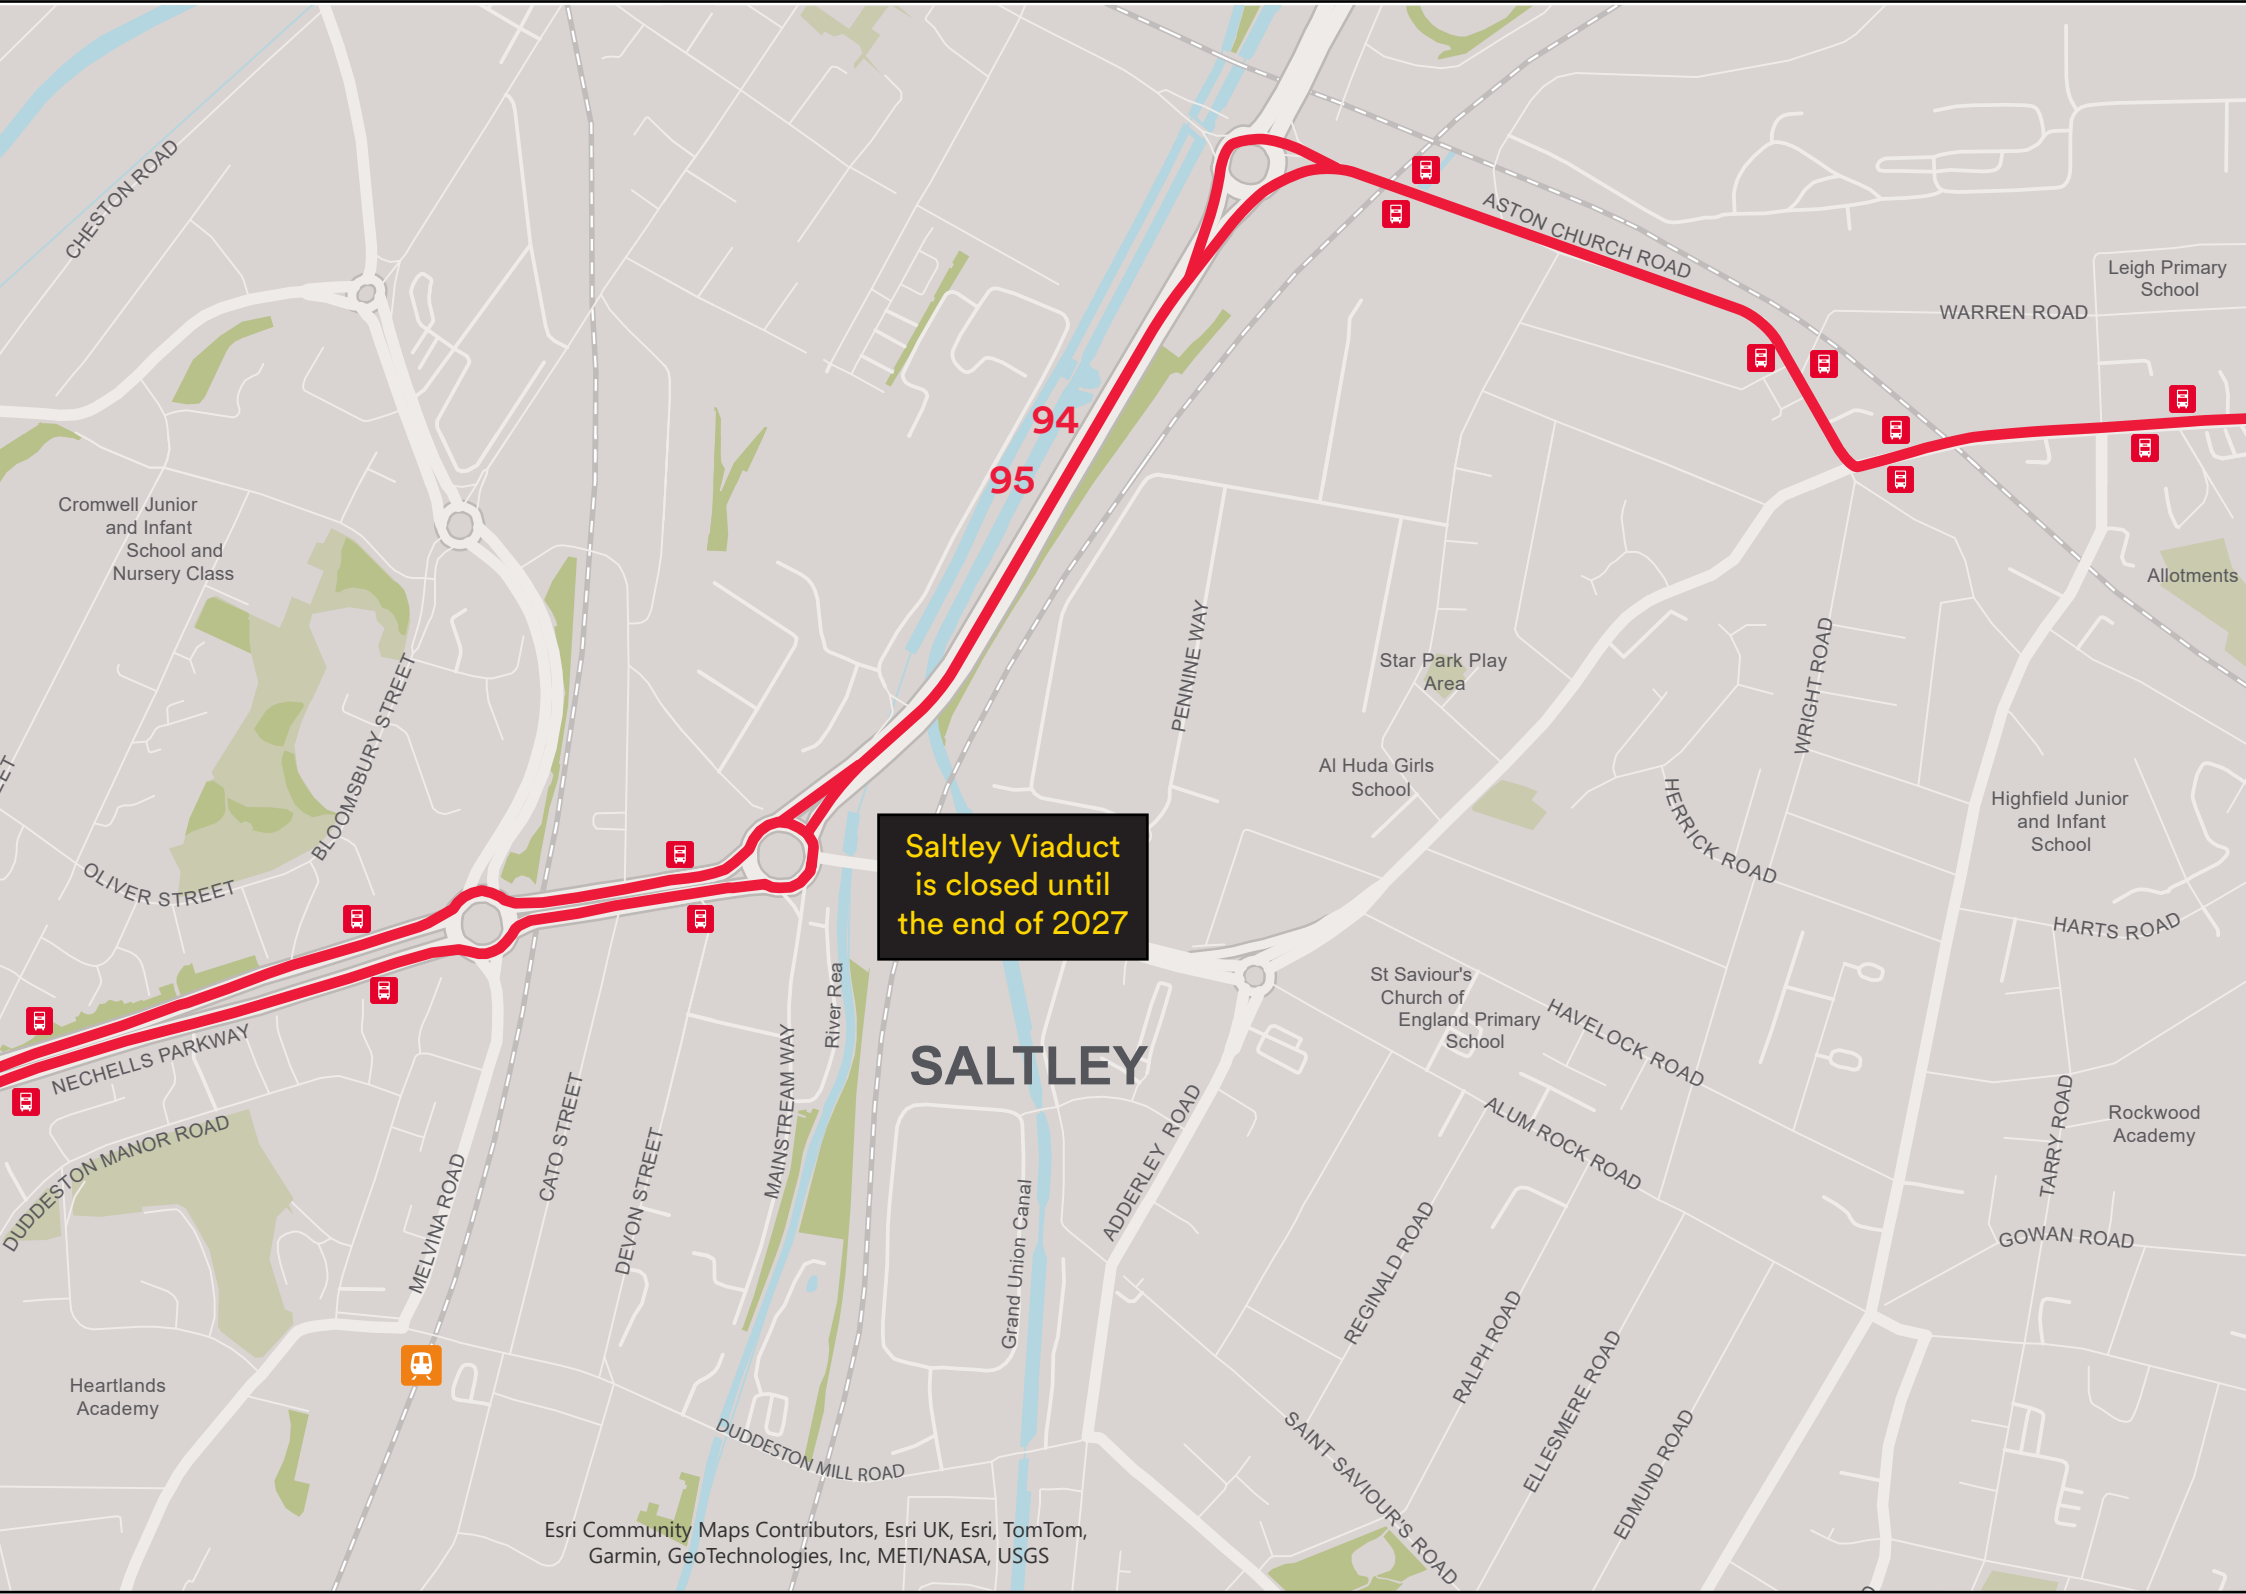 CHESTON ROAD
ASTON CHURCH ROAD
Leigh Primary
School
WARREN ROAD
94
95
Cromwell Junior
and Infant
School and
Nursery Class
Allotments
PENNINE WAY
Star Park Play
Area
WRIGHT ROAD
BLOOMSBURY STREET
Al Huda Girls
School
HERRICK ROAD
Highfield Junior
and Infant
School
OLIVER STREET
Saltley Viaduct
is closed until
the end of 2027
HARTS ROAD
River Rea
St Saviour's
Church of
England Primary
School
HAVELOCK ROAD
NECHELLS PARKWAY
SALTLEY
MAINSTREAM WAY
CATO STREET
DEVON STREET
ADDERLEY ROAD
ALUM ROCK ROAD
TARRY ROAD
Rockwood
Academy
DUDDESTON MANOR ROAD
MELVINA ROAD
Grand Union Canal
REGINALD ROAD
GOWAN ROAD
RALPH ROAD
ELLESMERE ROAD
EDMUND ROAD
Heartlands
Academy
DUDDESTON MILL ROAD
SAINT SAVIOUR'S ROAD
Esri Community Maps Contributors, Esri UK, Esri, TomTom,
Garmin, GeoTechnologies, Inc, METI/NASA, USGS